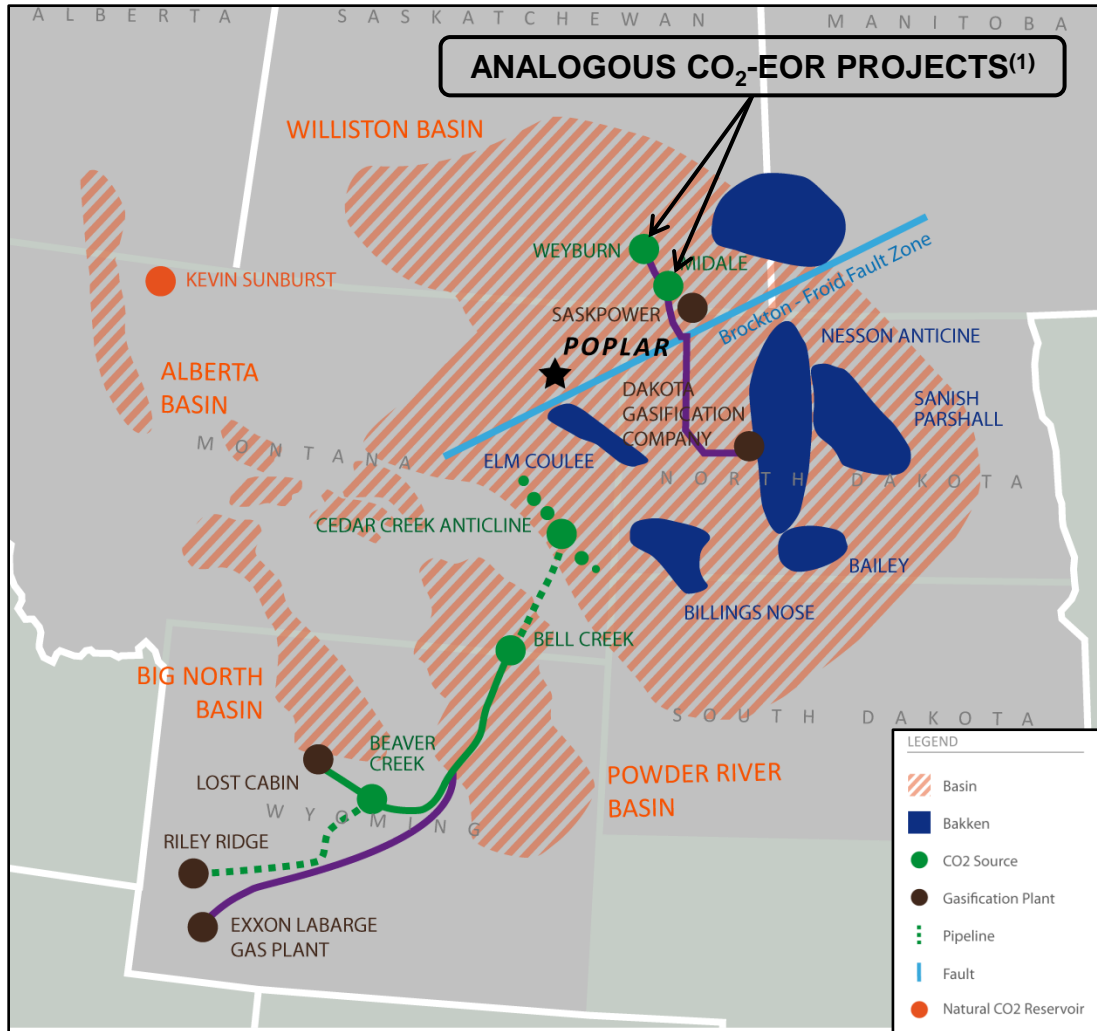 ALBERTA
SASKATCHEWAN
MANITOBA
ANALOGOUS CO2-EOR PROJECTS(1)
WILLISTON BASIN
WEYBURN
MIDALE
KEVIN SUNBURST
SASKPOWER
Brockton - Froid Fault Zone
POPLAR
NESSON ANTICINE
ALBERTA
BASIN
DAKOTA
GASIFICATION
COMPANY
SANISH
PARSHALL
MONTANA
ELM COULEE
NORTH DAKOTA
CEDAR CREEK ANTICLINE
BAILEY
BILLINGS NOSE
BELL CREEK
BIG NORTH
BASIN
SOUTH DAKOTA
BEAVER
CREEK
LOST CABIN
POWDER RIVER
BASIN
WYOMING
RILEY RIDGE
EXXON LABARGE
GAS PLANT
LEGEND
Basin
Bakken
CO2 Source
Gasification Plant
Pipeline
Fault
Natural CO2 Reservoir